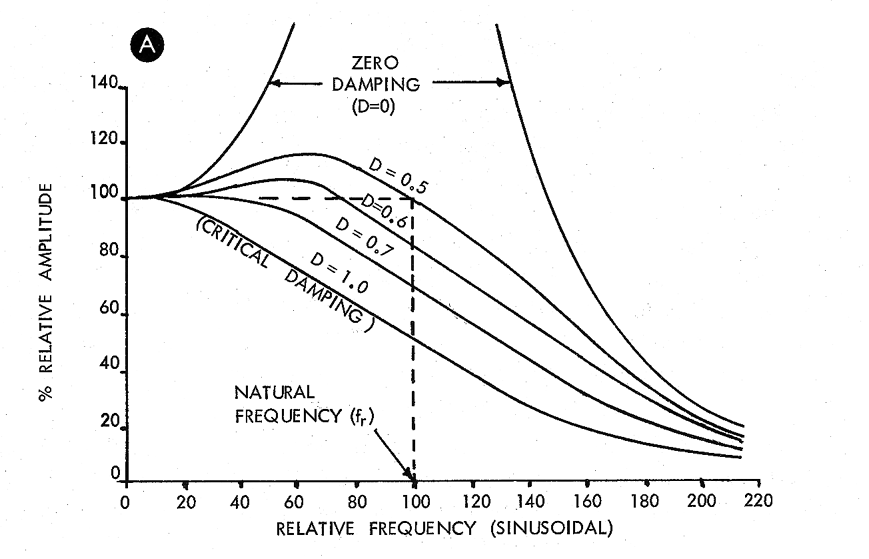 A
ZERO
DAMPING
(D=0)
140
120
100
80
60
40
20
0
% RELATIVE AMPLITUDE
D = 0.5
D=0.6
D = 0.7
D = 1.0
(CRITICAL DAMPING)
NATURAL
FREQUENCY (fr)
0 20 40 60 80 100 120 140 160 180 200 220
RELATIVE FREQUENCY (SINUSOIDAL)